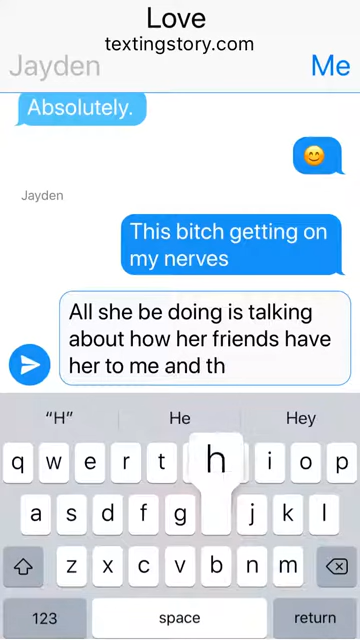 Love
textingstory.com
Jayden
Me
Absolutely.
😊
Jayden
This bitch getting on
my nerves
All she be doing is talking
about how her friends have
her to me and th
“H”
He
Hey
q w e r t h i o p
a s d f g j k l
z x c v b n m
123
space
return